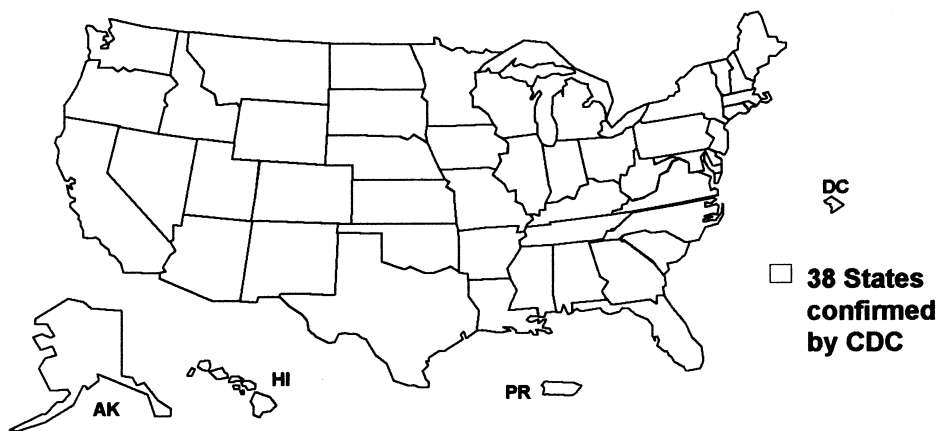 DC
38 States
confirmed
by CDC
HI
PR
AK